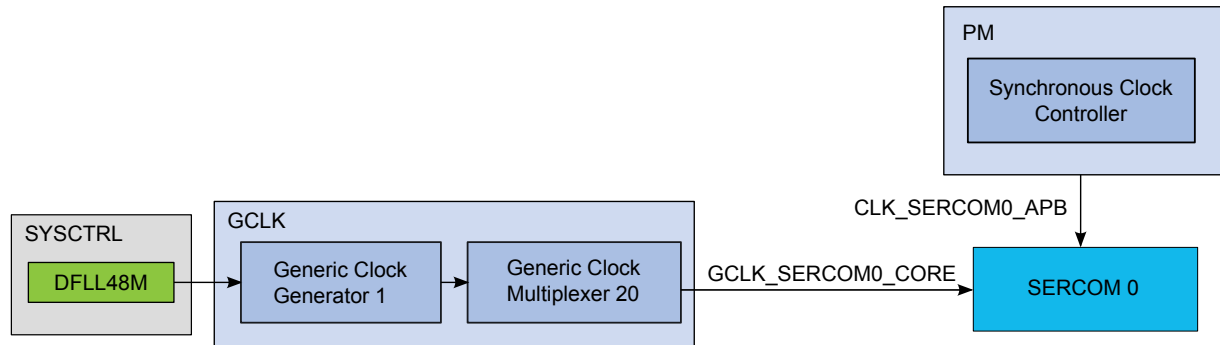 PM
Synchronous Clock
Controller
CLK_SERCOM0_APB
SYSCTRL
DFLL48M
GCLK
Generic Clock
Generator 1
Generic Clock
Multiplexer 20
GCLK_SERCOM0_CORE
SERCOM 0